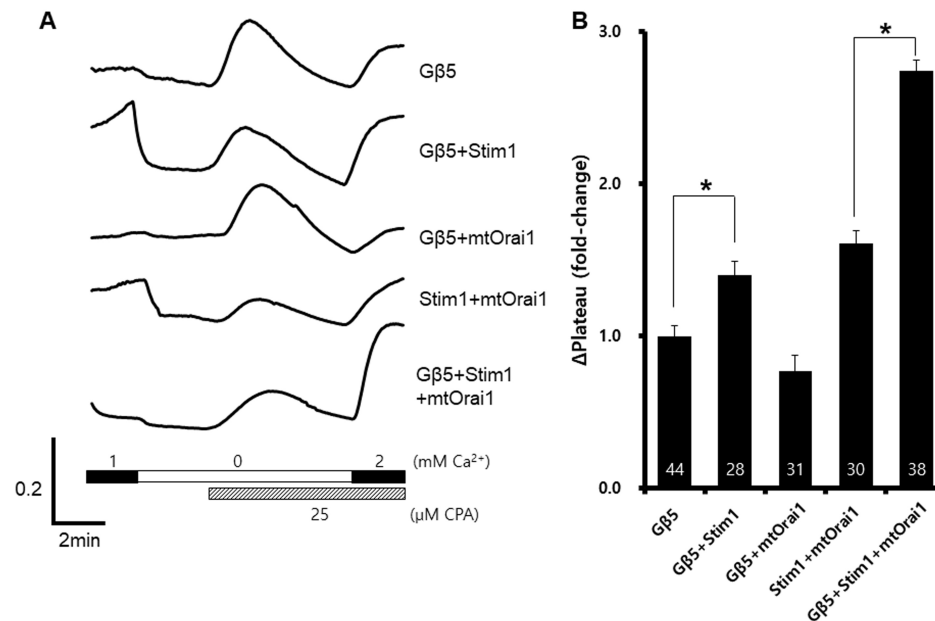 A
Gβ5
Gβ5+Stim1
Gβ5+mtOrai1
Stim1+mtOrai1
Gβ5+Stim1
+mtOrai1
1 0 2 (mM Ca²⁺)
25 (μM CPA)
0.2
2min
B
ΔPlateau (fold-change)
3.0
2.0
1.0
0.0
*
*
44 28 31 30 38
Gβ5
Gβ5+Stim1
Gβ5+mtOrai1
Stim1+mtOrai1
Gβ5+Stim1+mtOrai1